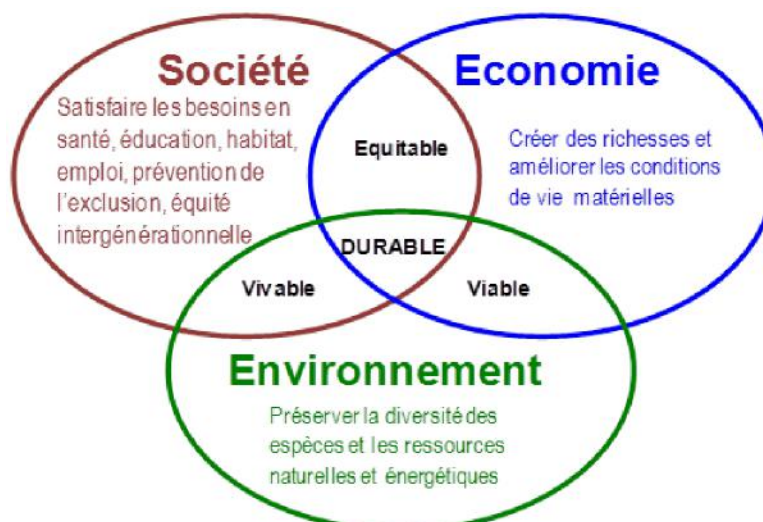 Société
Satisfaire les besoins en
santé, éducation, habitat,
emploi, prévention de
l'exclusion, équité
intergénérationnelle
Economie
Créer des richesses et
améliorer les conditions
de vie matérielles
Equitable
DURABLE
Vivable
Viable
Environnement
Préserver la diversité des
espèces et les ressources
naturelles et énergétiques